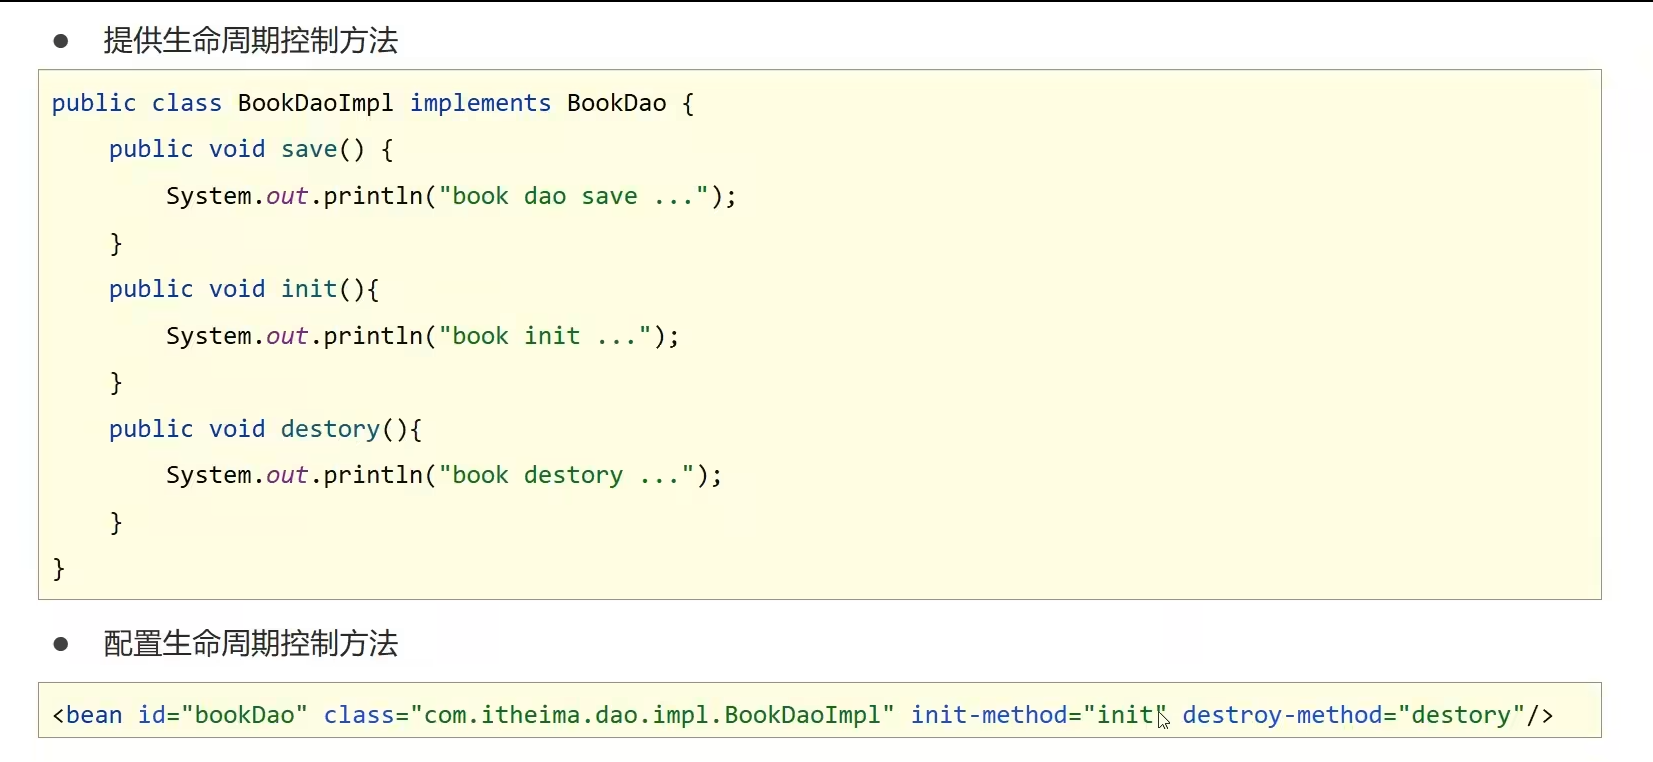 ● 提供生命周期控制方法
public class BookDaoImpl implements BookDao {
    public void save() {
        System.out.println("book dao save ...");
    }
    public void init(){
        System.out.println("book init ...");
    }
    public void destory(){
        System.out.println("book destory ...");
    }
}
● 配置生命周期控制方法
<bean id="bookDao" class="com.itheima.dao.impl.BookDaoImpl" init-method="init" destroy-method="destory"/>